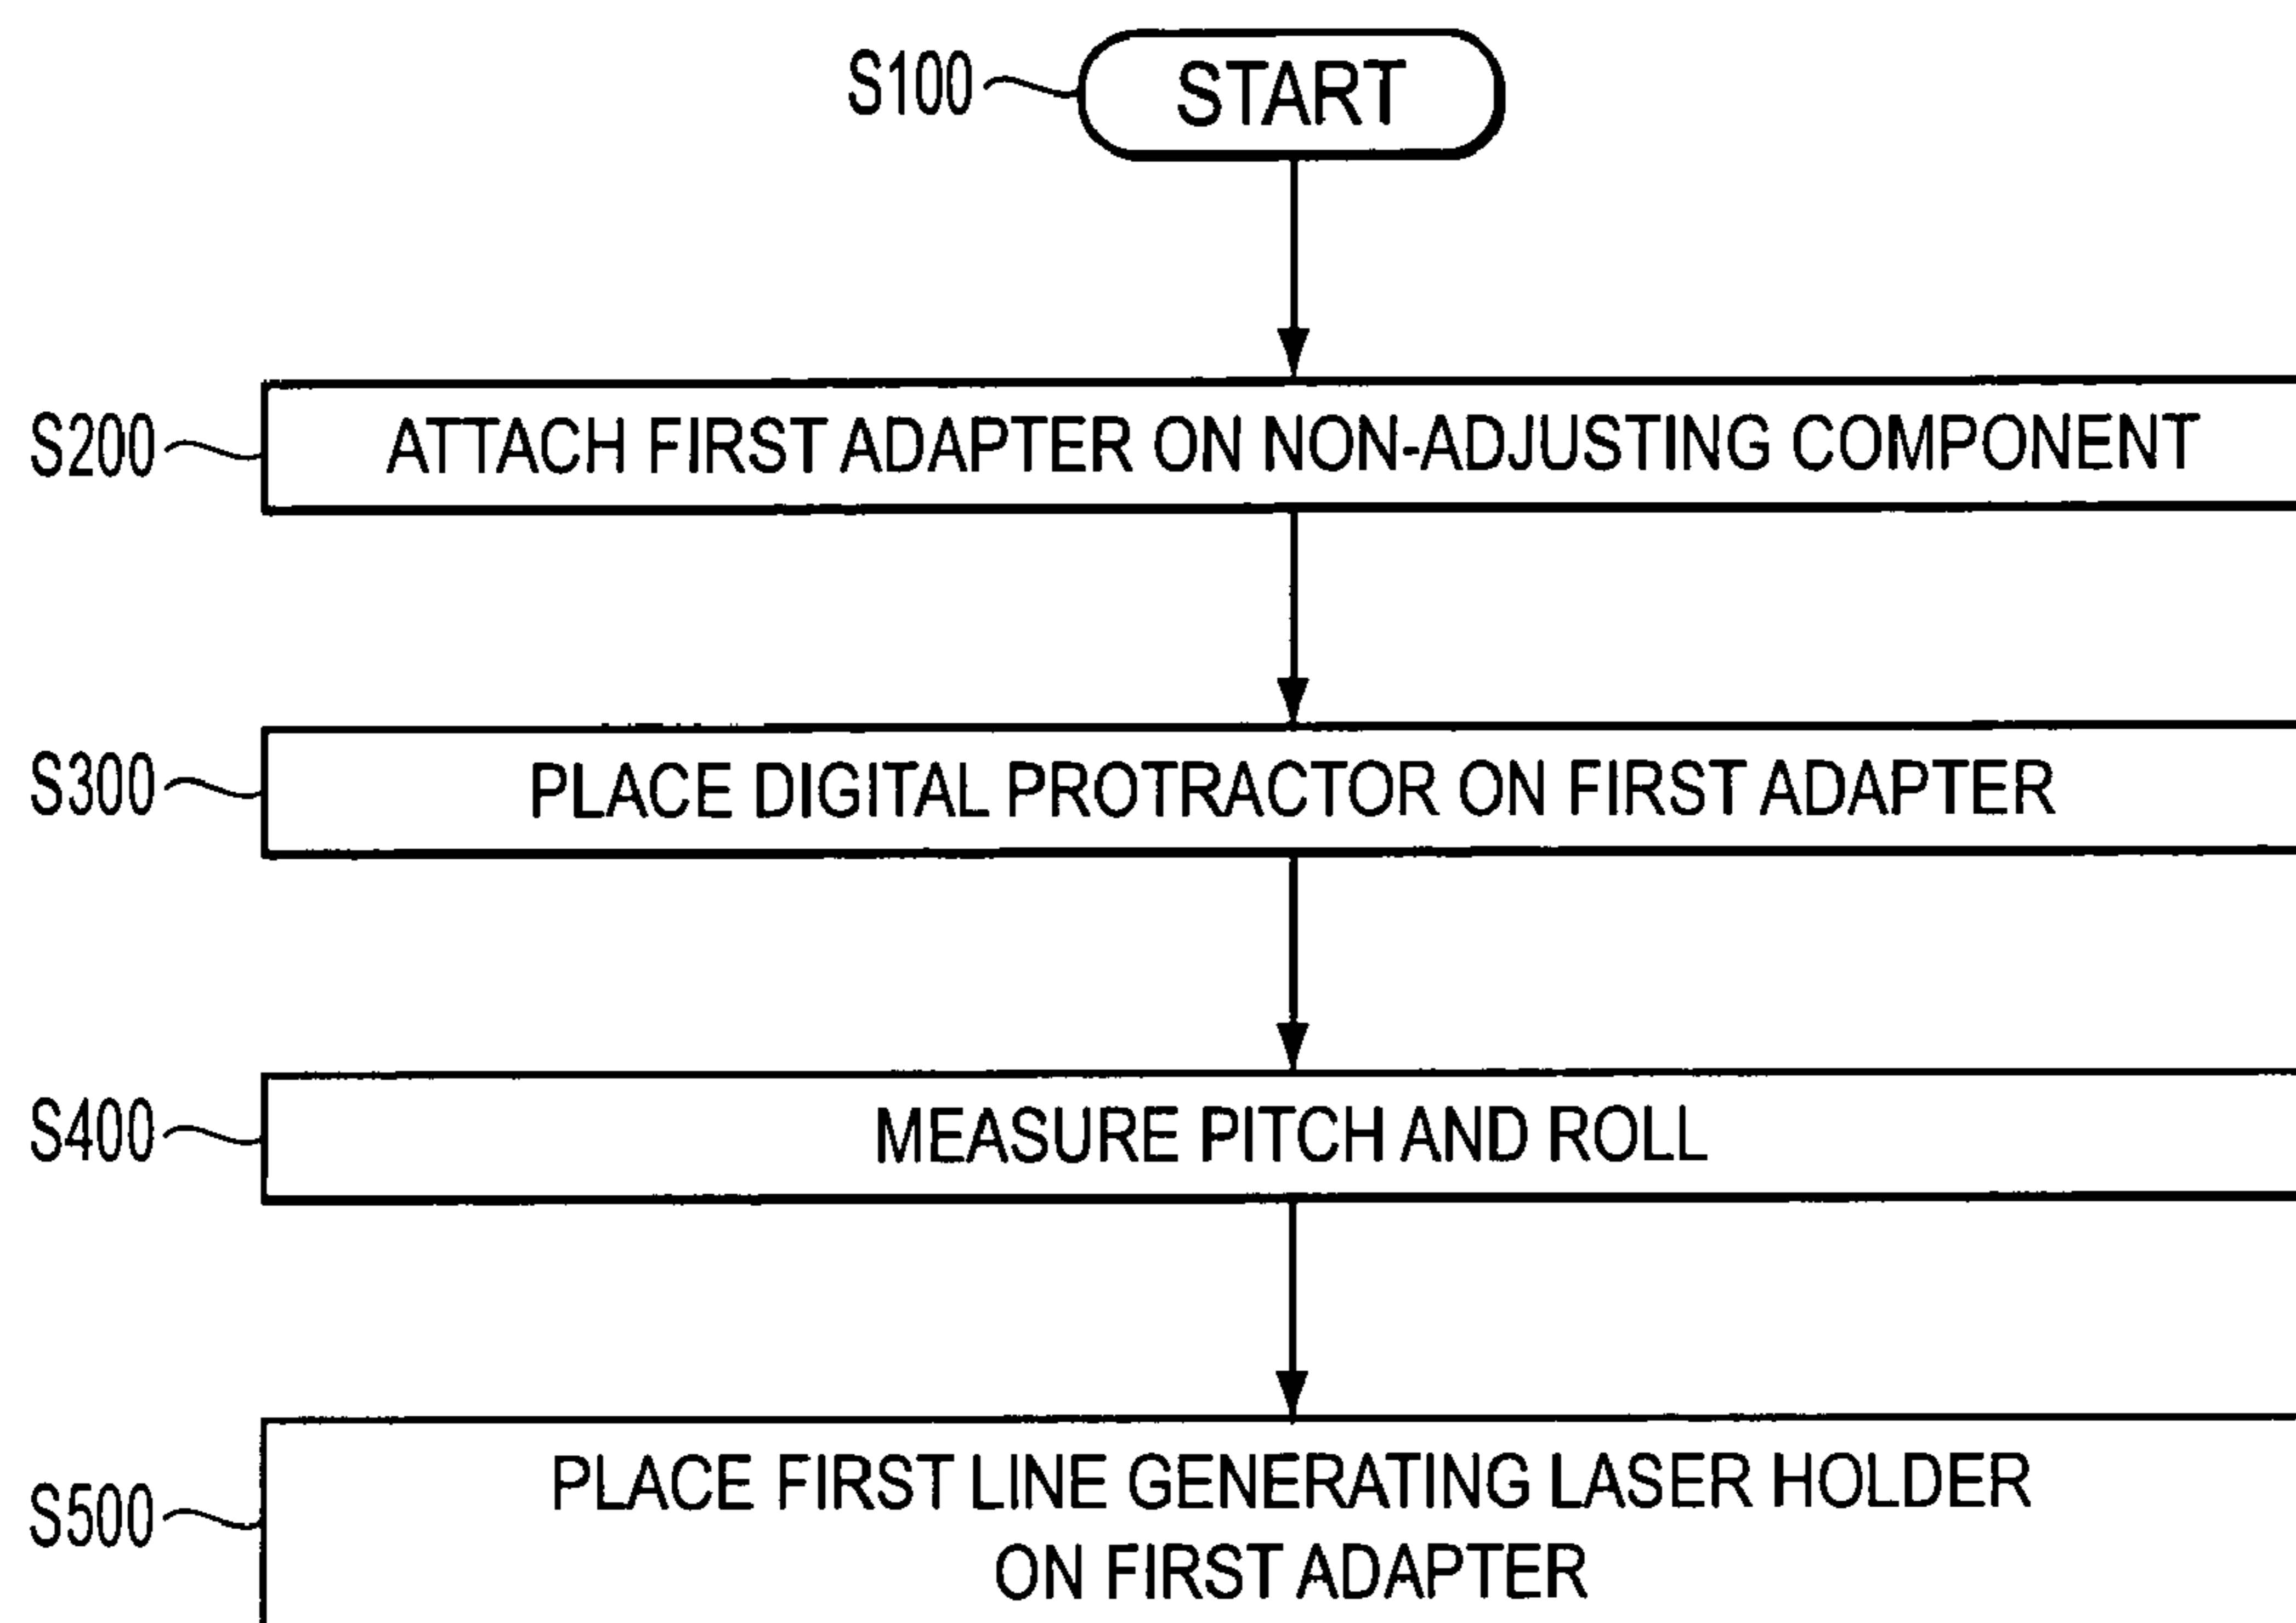 S100 START
S200 ATTACH FIRST ADAPTER ON NON-ADJUSTING COMPONENT
S300 PLACE DIGITAL PROTRACTOR ON FIRST ADAPTER
S400 MEASURE PITCH AND ROLL
S500 PLACE FIRST LINE GENERATING LASER HOLDER
ON FIRST ADAPTER